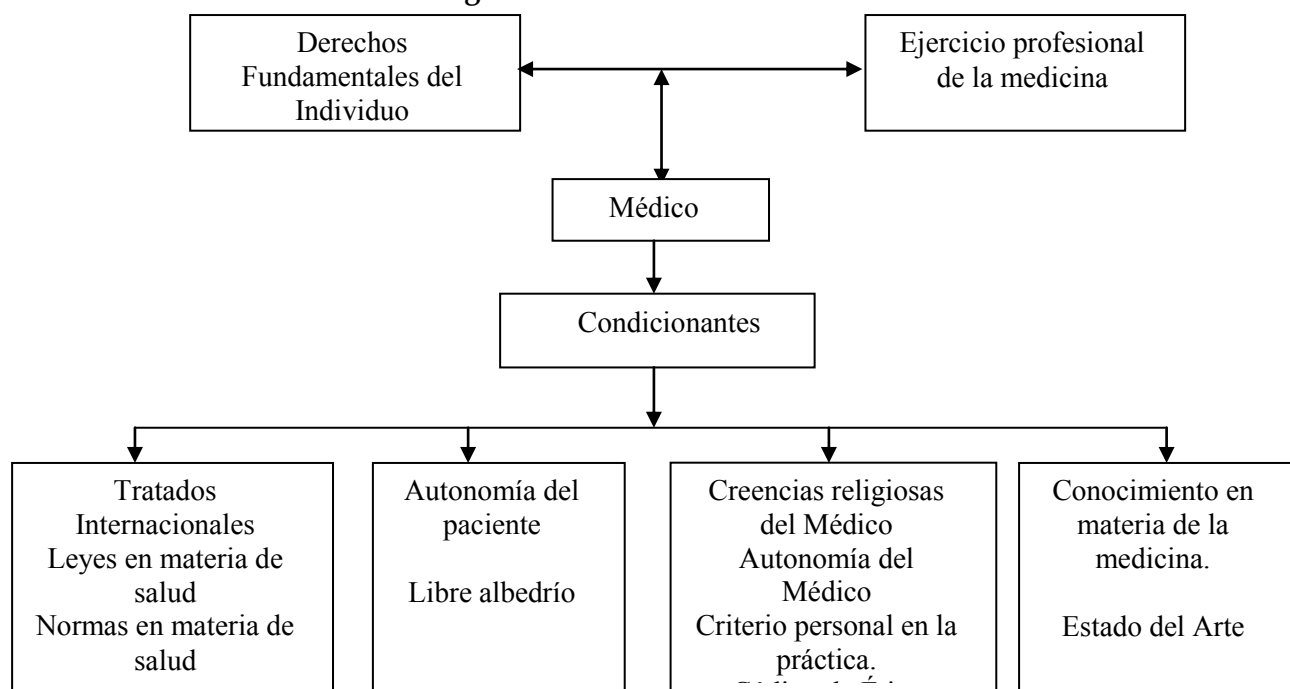 Derechos
Fundamentales del
Individuo
Ejercicio profesional
de la medicina
Médico
Condicionantes
Tratados
Internacionales
Leyes en materia de
salud
Normas en materia de
salud
Autonomía del
paciente
Libre albedrío
Creencias religiosas
del Médico
Autonomía del
Médico
Criterio personal en la
práctica.
Conocimiento en
materia de la
medicina.
Estado del Arte